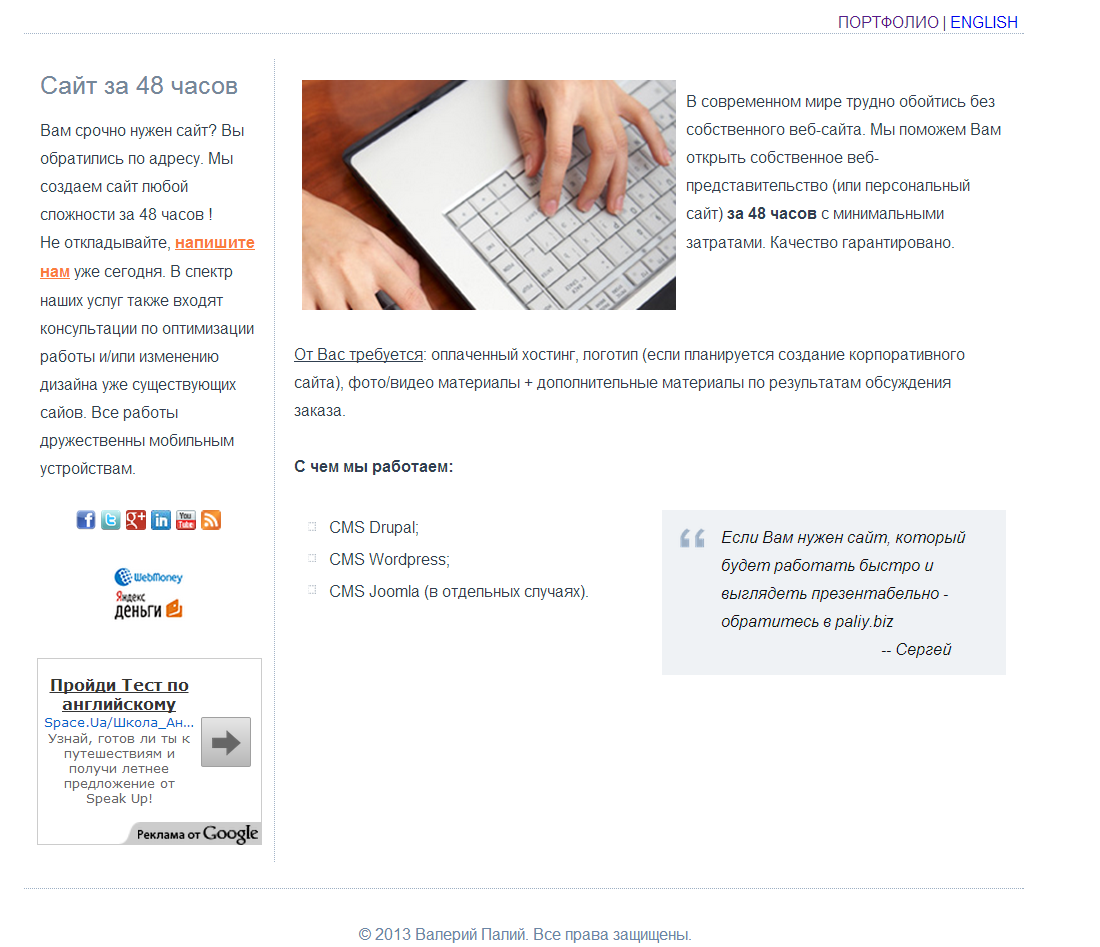 ПОРТФОЛИО | ENGLISH
Сайт за 48 часов
Вам срочно нужен сайт? Вы
обратились по адресу. Мы
создаем сайт любой
сложности за 48 часов !
Не откладывайте, напишите
нам уже сегодня. В спектр
наших услуг также входят
консультации по оптимизации
работы и/или изменению
дизайна уже существующих
сайов. Все работы
дружественны мобильным
устройствам.
You
Tube
WebMoney
Яндекс
деньги
Пройди Тест по
английскому
Space.Ua/Школа_Ан...
Узнай, готов ли ты к
путешествиям и
получи летнее
предложение от
Speak Up!
Реклама от Google
В современном мире трудно обойтись без
собственного веб-сайта. Мы поможем Вам
открыть собственное веб-
представительство (или персональный
сайт) за 48 часов с минимальными
затратами. Качество гарантировано.
От Вас требуется: оплаченный хостинг, логотип (если планируется создание корпоративного
сайта), фото/видео материалы + дополнительные материалы по результатам обсуждения
заказа.
С чем мы работаем:
CMS Drupal;
CMS Wordpress;
CMS Joomla (в отдельных случаях).
Если Вам нужен сайт, который
будет работать быстро и
выглядеть презентабельно -
обратитесь в paliy.biz
-- Сергей
© 2013 Валерий Палий. Все права защищены.